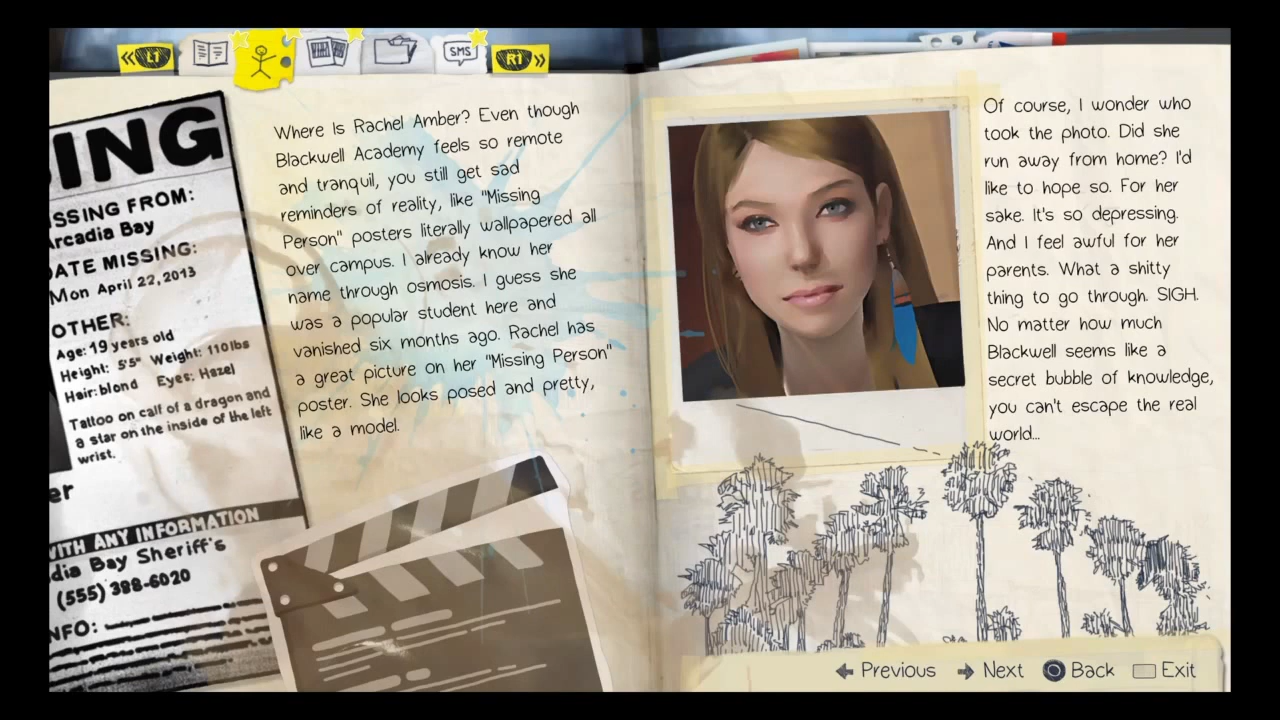 L1
SMS
R1
ING
SSING FROM:
Arcadia Bay
DATE MISSING:
Mon April 22, 2013
OTHER:
Age: 19 years old
Height: 5'5" Weight: 110 lbs
Hair: blond Eyes: Hazel
Tattoo on calf of a dragon and
a star on the inside of the left
wrist.
er
WITH ANY INFORMATION
dia Bay Sheriff's
(555) 388-6020
NFO:
Where Is Rachel Amber? Even though
Blackwell Academy feels so remote
and tranquil, you still get sad
reminders of reality, like "Missing
Person" posters literally wallpapered all
over campus. I already know her
name through osmosis. I guess she
was a popular student here and
vanished six months ago. Rachel has
a great picture on her "Missing Person"
poster. She looks posed and pretty,
like a model.
Of course, I wonder who
took the photo. Did she
run away from home? I'd
like to hope so. For her
sake. It's so depressing.
And I feel awful for her
parents. What a shitty
thing to go through. SIGH.
No matter how much
Blackwell seems like a
secret bubble of knowledge,
you can't escape the real
world...
Previous Next Back Exit